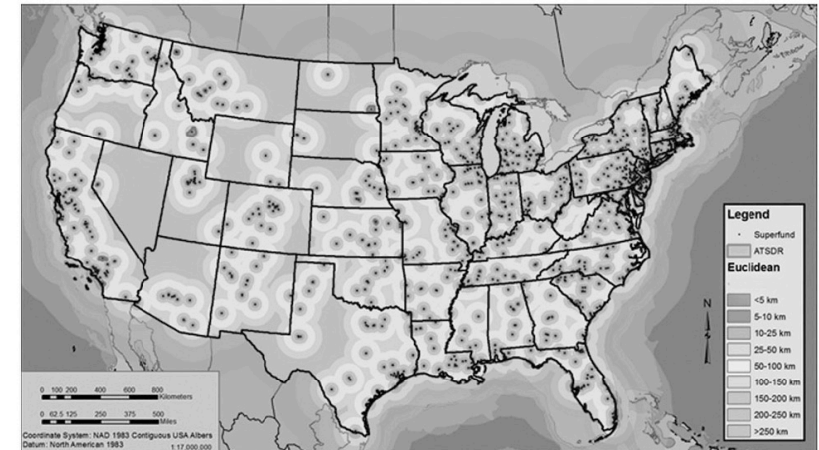 Legend
Superfund
ATSDR
Euclidean
<5 km
5-10 km
10-25 km
25-50 km
50-100 km
100-150 km
150-200 km
200-250 km
>250 km
N
0 100 200 400 600 800
Kilometers
0 62.5 125 250 375 500
Miles
Coordinate System: NAD 1983 Contiguous USA Albers
Datum: North American 1983
1:17 000 000